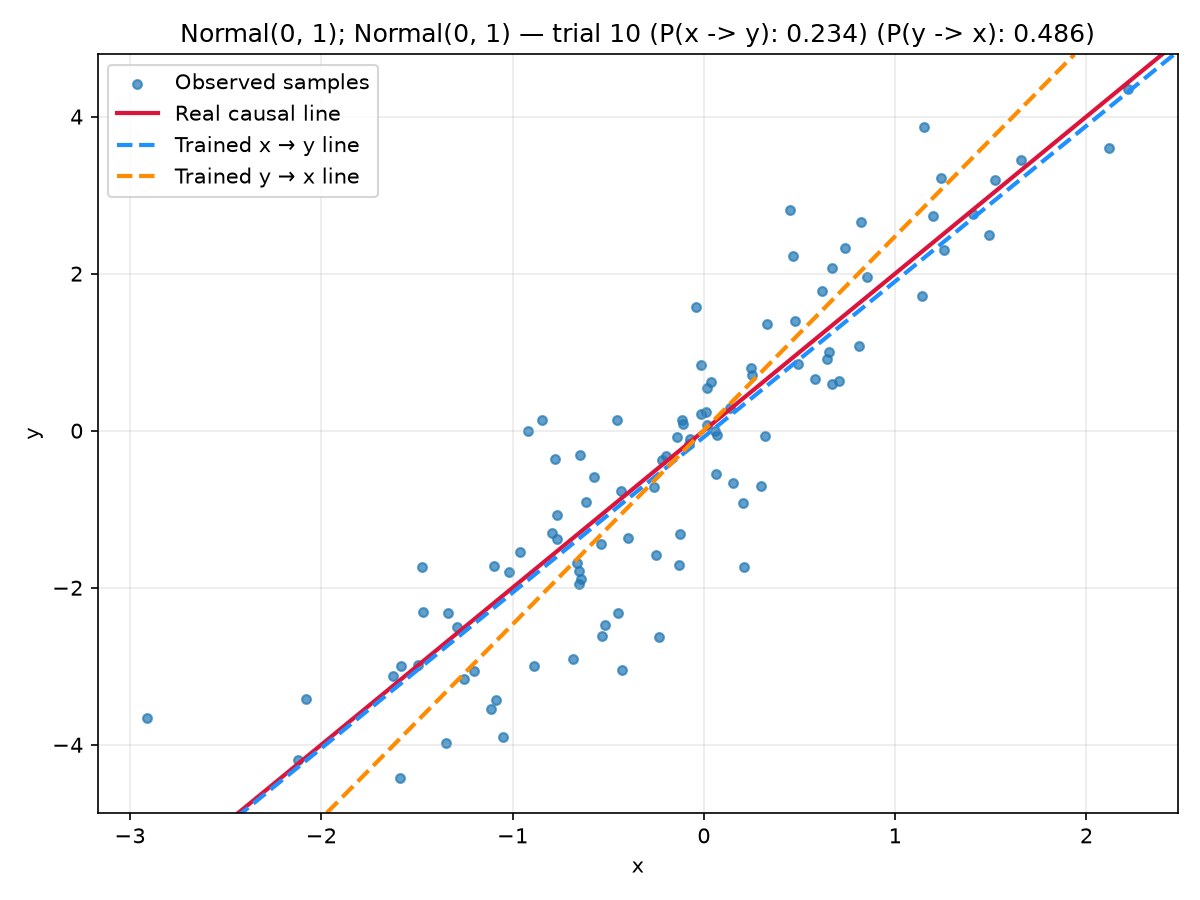 Normal(0, 1); Normal(0, 1) — trial 10 (P(x -> y): 0.234) (P(y -> x): 0.486)
Observed samples
Real causal line
Trained x → y line
Trained y → x line
4
2
0
−2
−4
y
−3
−2
−1
0
1
2
x